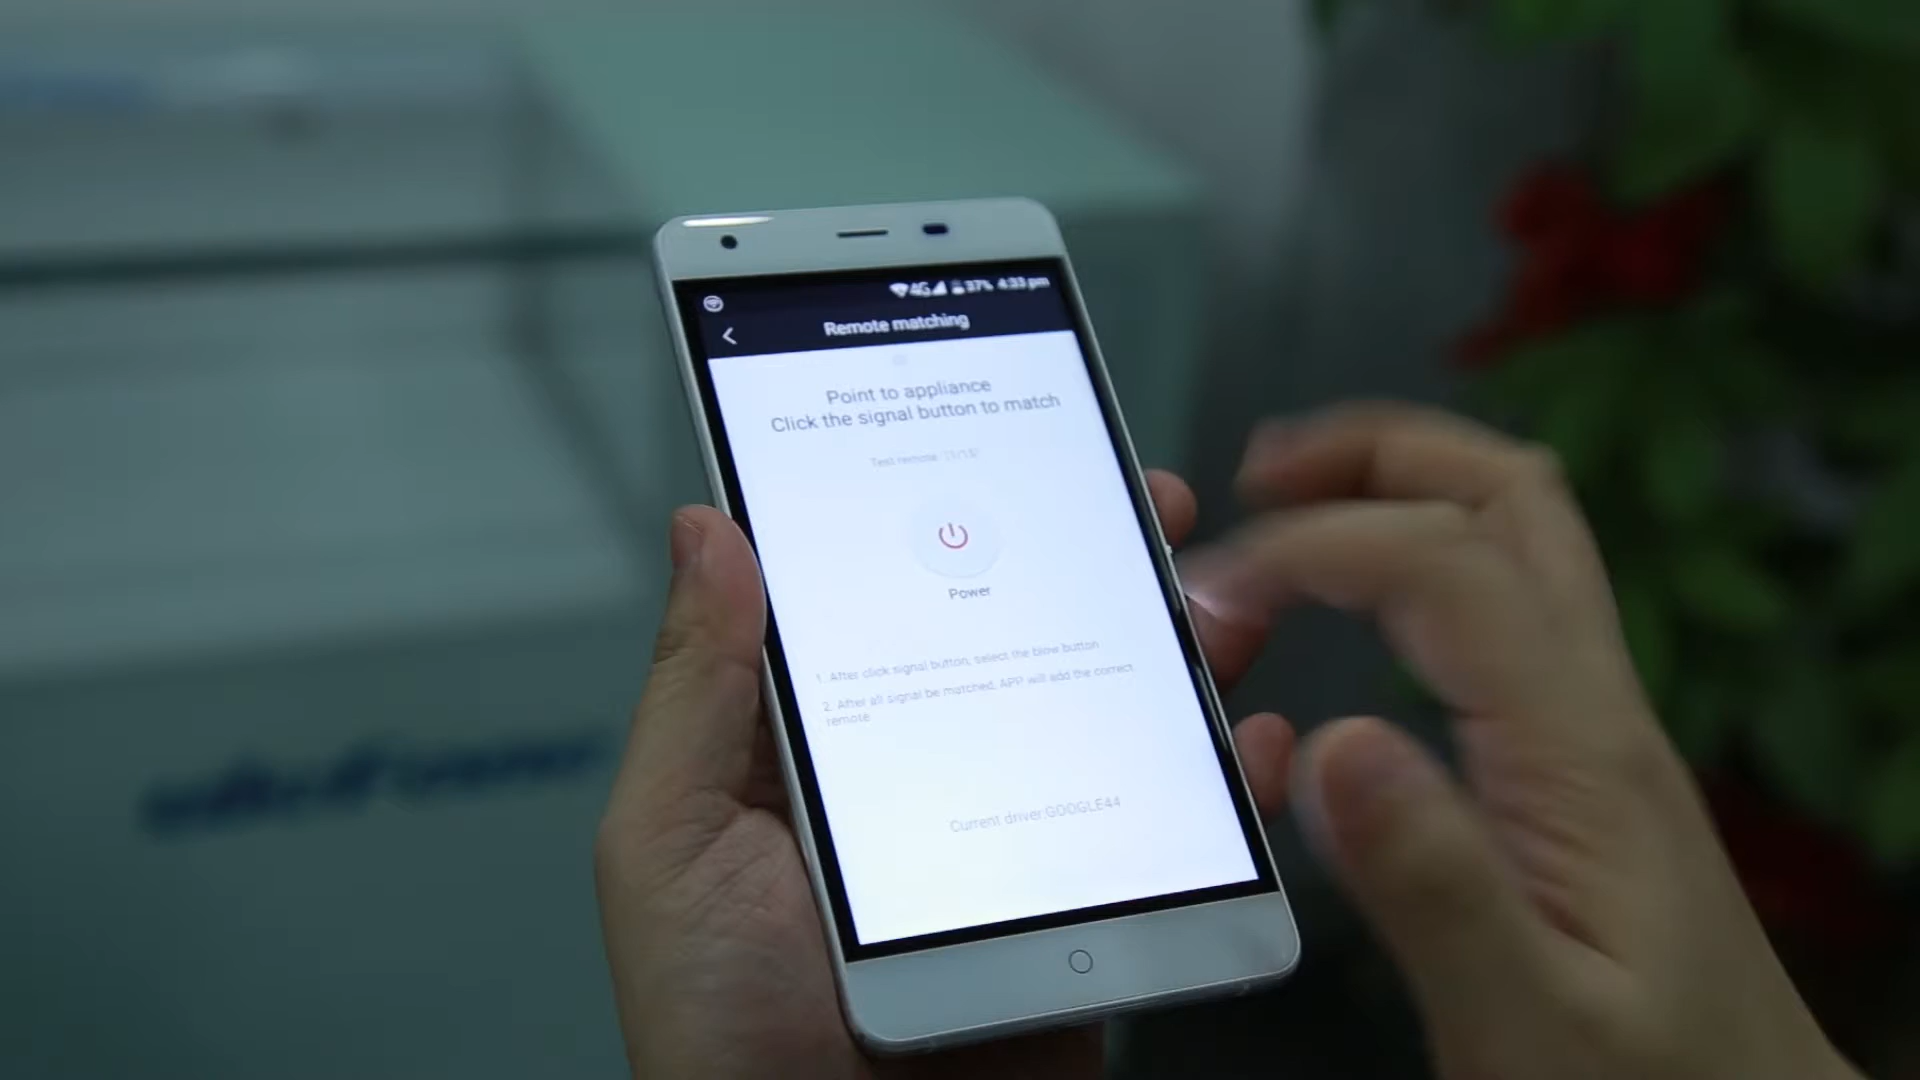 4G 37% 4:33 pm
Remote matching
Point to appliance
Click the signal button to match
Test remote
Power
1. After click signal button, select the blow button
2. After all signal be matched, APP will add the correct
remote
Current driver:GOOGLE44